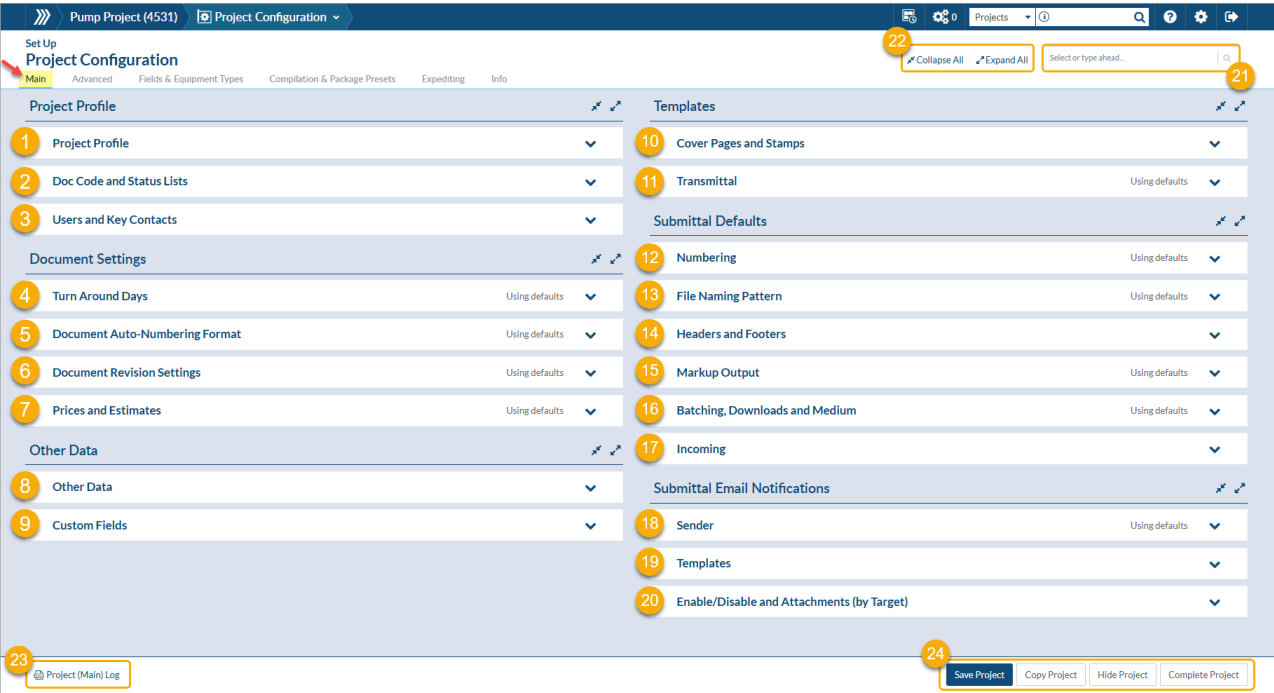 Pump Project (4531) Project Configuration 0 Projects
Set Up
Project Configuration
22
Collapse All Expand All
Select or type ahead...
21
Main Advanced Fields & Equipment Types Compilation & Package Presets Expediting Info
Project Profile
1 Project Profile
2 Doc Code and Status Lists
3 Users and Key Contacts
Document Settings
4 Turn Around Days Using defaults
5 Document Auto-Numbering Format Using defaults
6 Document Revision Settings Using defaults
7 Prices and Estimates Using defaults
Other Data
8 Other Data
9 Custom Fields
Templates
10 Cover Pages and Stamps
11 Transmittal Using defaults
Submittal Defaults
12 Numbering Using defaults
13 File Naming Pattern Using defaults
14 Headers and Footers
15 Markup Output Using defaults
16 Batching, Downloads and Medium Using defaults
17 Incoming
Submittal Email Notifications
18 Sender Using defaults
19 Templates
20 Enable/Disable and Attachments (by Target)
23
Project (Main) Log
24
Save Project Copy Project Hide Project Complete Project